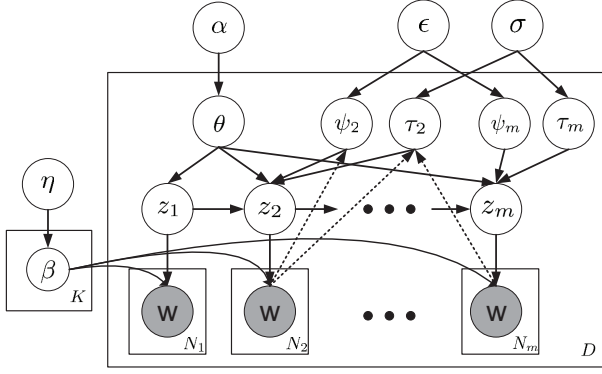 α ϵ σ
θ ψ₂ τ₂ ψₘ τₘ
η z₁ z₂ zₘ
β K
w N₁ w N₂ w Nₘ D